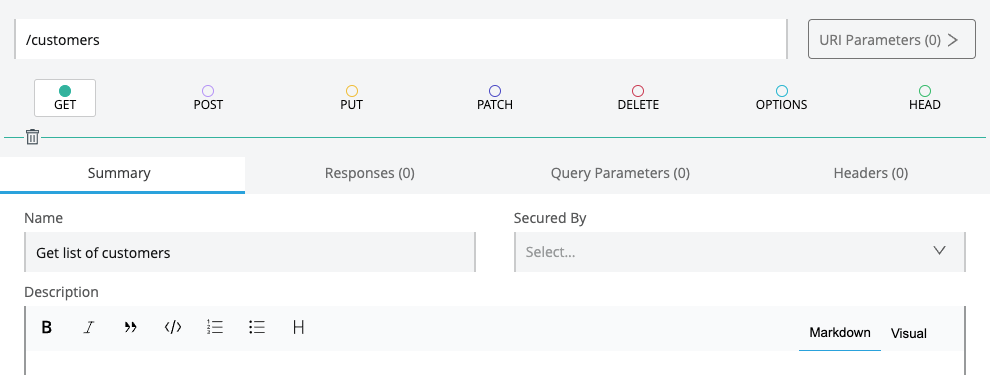 /customers
URI Parameters (0)
GET POST PUT PATCH DELETE OPTIONS HEAD
Summary Responses (0) Query Parameters (0) Headers (0)
Name Secured By
Get list of customers Select...
Description
B I " </> H Markdown Visual